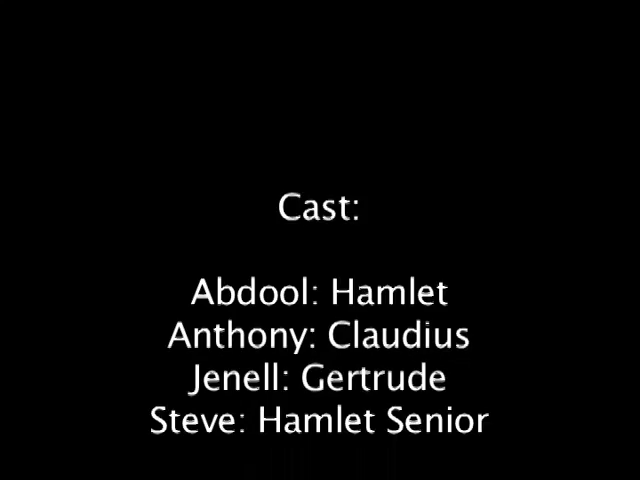 Cast:
Abdool: Hamlet
Anthony: Claudius
Jenell: Gertrude
Steve: Hamlet Senior